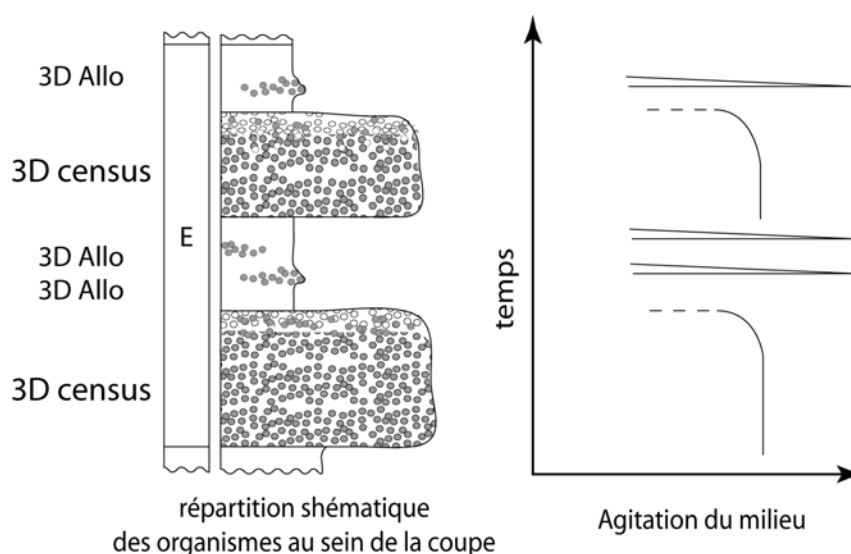 3D Allo
3D census
E
3D Allo
3D Allo
3D census
répartition shématique
des organismes au sein de la coupe
temps
Agitation du milieu